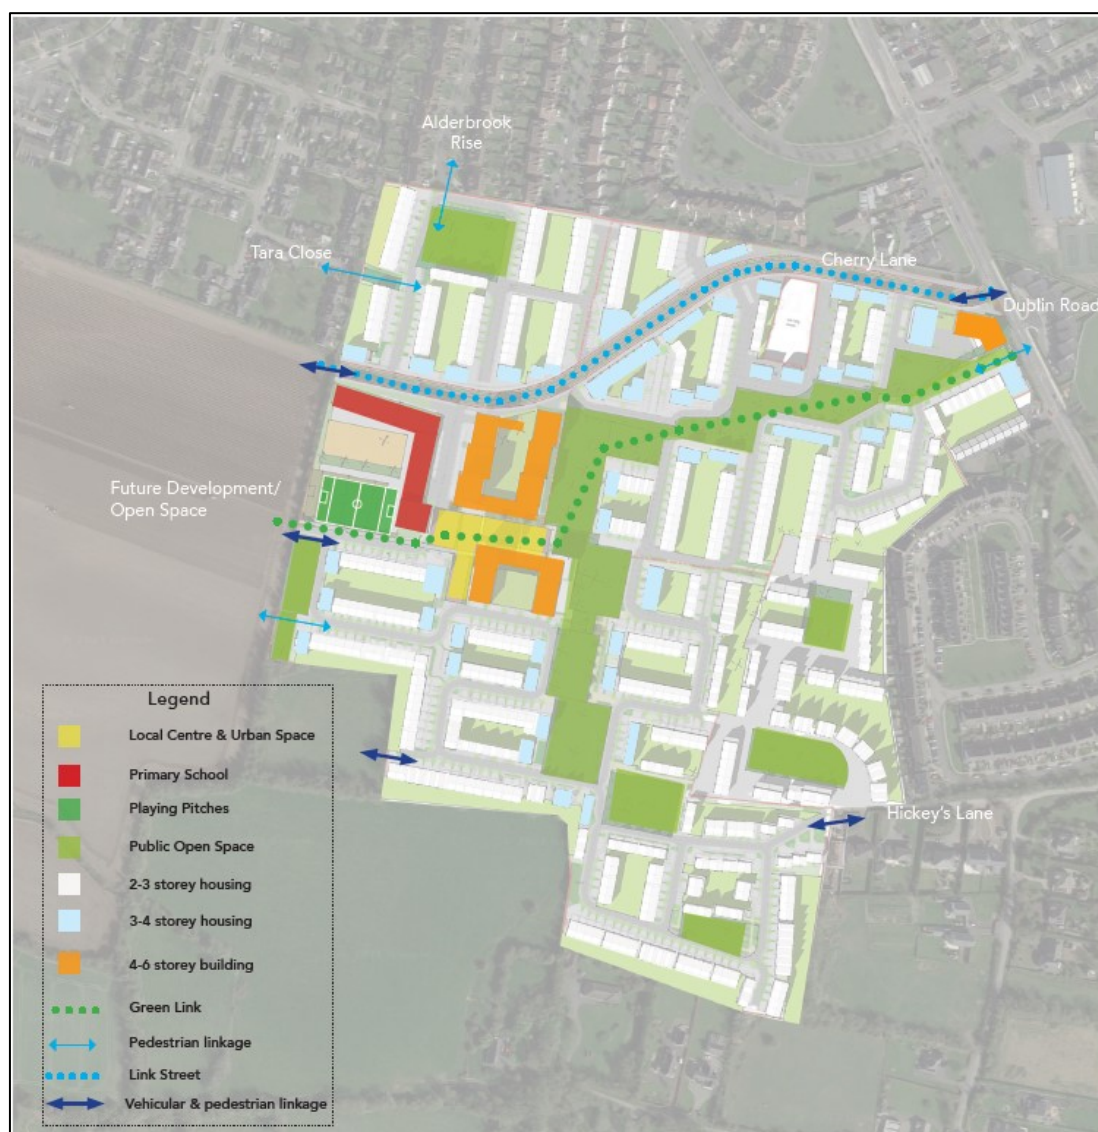 Alderbrook
Rise
Tara Close
Cherry Lane
Dublin Road
Future Development/
Open Space
Hickey's Lane
Legend
Local Centre & Urban Space
Primary School
Playing Pitches
Public Open Space
2-3 storey housing
3-4 storey housing
4-6 storey building
Green Link
Pedestrian linkage
Link Street
Vehicular & pedestrian linkage